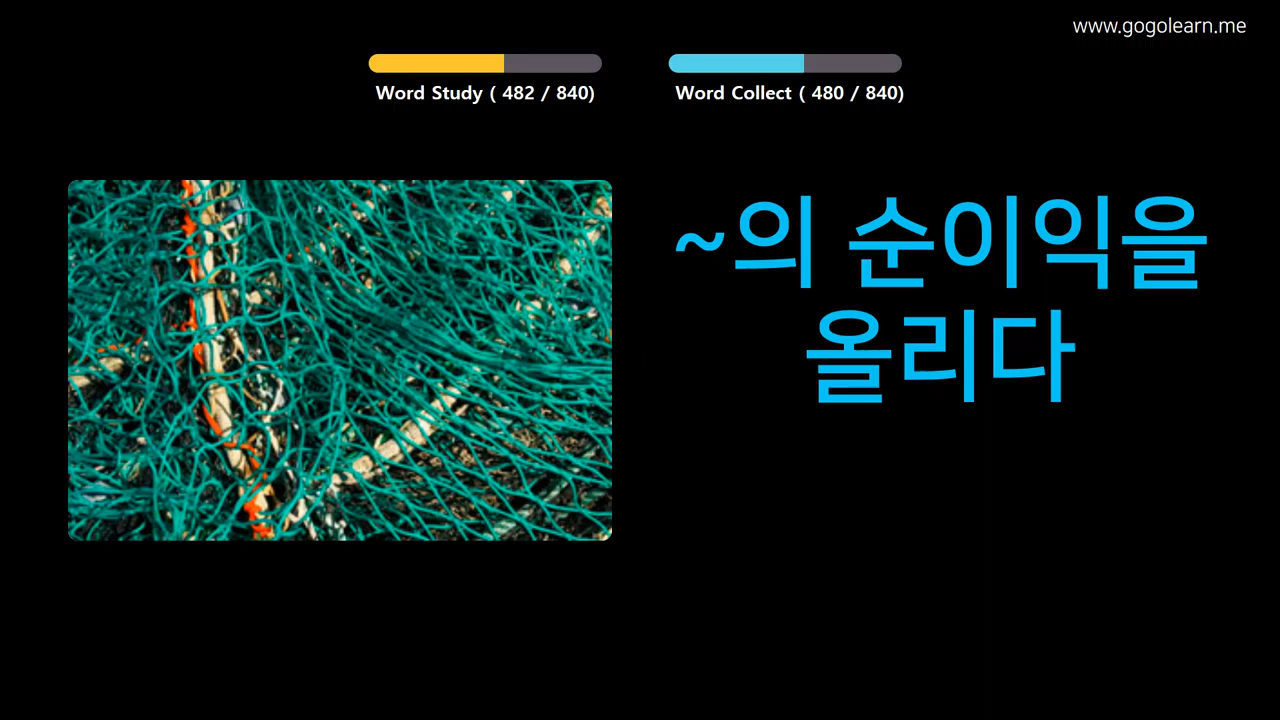 www.gogolearn.me
Word Study ( 482 / 840)
Word Collect ( 480 / 840)
~의 순이익을
올리다